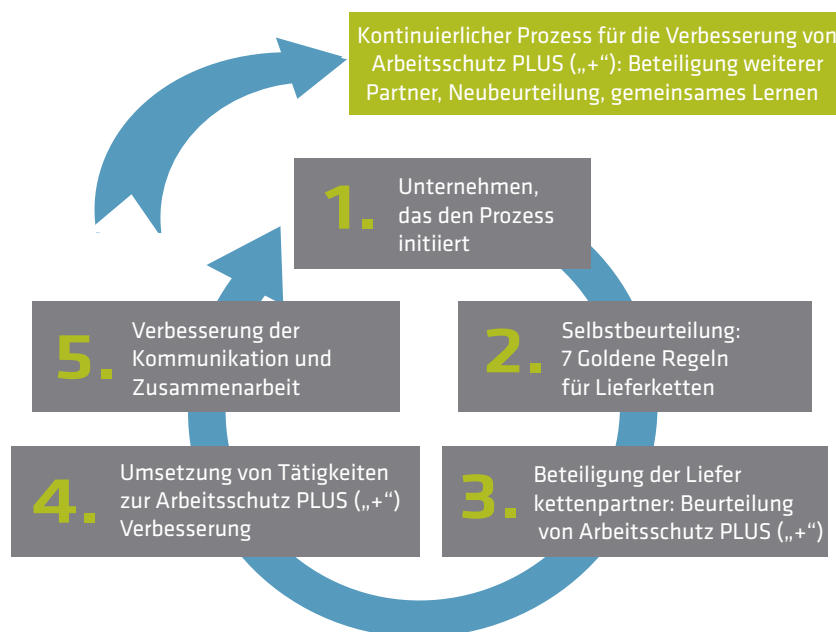 Kontinuierlicher Prozess für die Verbesserung von
Arbeitsschutz PLUS („+“): Beteiligung weiterer
Partner, Neubeurteilung, gemeinsames Lernen
1. Unternehmen,
das den Prozess
initiiert
2. Selbstbeurteilung:
7 Goldene Regeln
für Lieferketten
3. Beteiligung der Liefer
kettenpartner: Beurteilung
von Arbeitsschutz PLUS („+“)
4. Umsetzung von Tätigkeiten
zur Arbeitsschutz PLUS („+“)
Verbesserung
5. Verbesserung der
Kommunikation und
Zusammenarbeit